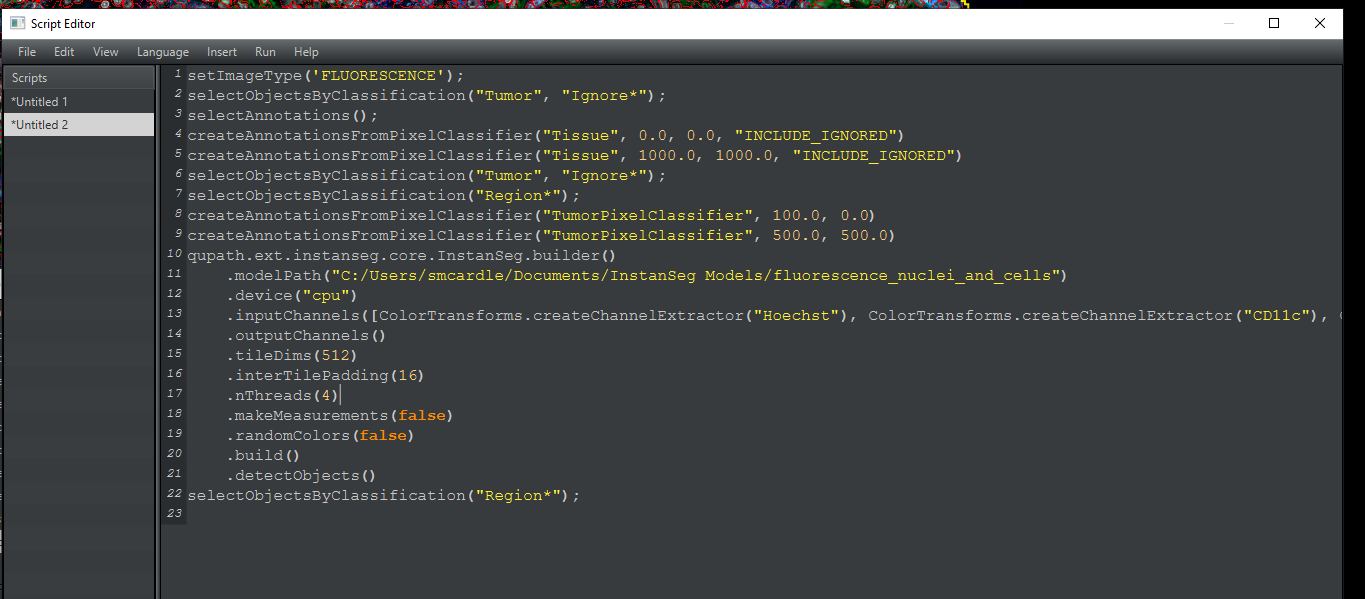 Script Editor
File Edit View Language Insert Run Help
Scripts
*Untitled 1
*Untitled 2
1 setImageType('FLUORESCENCE');
2 selectObjectsByClassification("Tumor", "Ignore*");
3 selectAnnotations();
4 createAnnotationsFromPixelClassifier("Tissue", 0.0, 0.0, "INCLUDE_IGNORED")
5 createAnnotationsFromPixelClassifier("Tissue", 1000.0, 1000.0, "INCLUDE_IGNORED")
6 selectObjectsByClassification("Tumor", "Ignore*");
7 selectObjectsByClassification("Region*");
8 createAnnotationsFromPixelClassifier("TumorPixelClassifier", 100.0, 0.0)
9 createAnnotationsFromPixelClassifier("TumorPixelClassifier", 500.0, 500.0)
10 qupath.ext.instanseg.core.InstanSeg.builder()
11 .modelPath("C:/Users/smcardle/Documents/InstanSeg Models/fluorescence_nuclei_and_cells")
12 .device("cpu")
13 .inputChannels([ColorTransforms.createChannelExtractor("Hoechst"), ColorTransforms.createChannelExtractor("CD11c"),
14 .outputChannels()
15 .tileDims(512)
16 .interTilePadding(16)
17 .nThreads(4)
18 .makeMeasurements(false)
19 .randomColors(false)
20 .build()
21 .detectObjects()
22 selectObjectsByClassification("Region*");
23